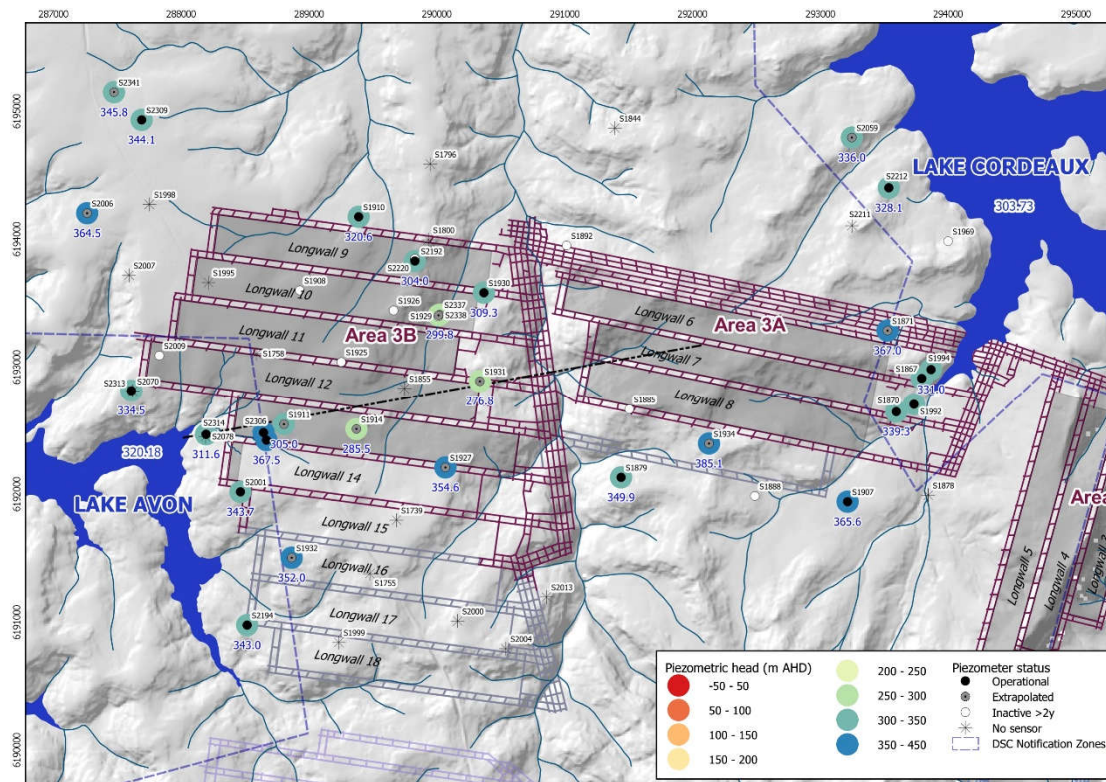 287000 288000 289000 290000 291000 292000 293000 294000 295000
6195000
6194000
6193000
6192000
6191000
6190000
S2341
345.8
S2309
344.1
S1844
S2059
336.0
S1796
LAKE CORDEAUX
S2212
328.1
303.73
S2006
364.5
S1998
S1910
320.6
S2211
S1969
S1800
S1892
Longwall 9
S2192
S2220
304.0
S2007
S1995
S1908
S1930
309.3
Longwall 10
S1926
S2337
S1929
S2338
299.8
Longwall 6
S1871
367.0
Longwall 11
Area 3B
Area 3A
S2009
S1758
S1925
Longwall 7
S1994
S1867
331.0
S2313
S2070
334.5
Longwall 12
S1855
S1931
276.8
Longwall 8
S1870
S1992
339.3
S1885
S1911
305.0
S1914
285.5
S2314
S2078
311.6
S2306
367.5
320.18
S1934
385.1
S1927
354.6
LAKE AVON
S2001
343.7
Longwall 14
S1879
349.9
S1888
S1907
365.6
S1878
Area
S1739
Longwall 15
S1932
352.0
Longwall 16
S1755
S2013
Longwall 5
Longwall 4
S2194
343.0
Longwall 17
S2000
S1999
Longwall 18
S2004
Piezometric head (m AHD)
-50 - 50
50 - 100
100 - 150
150 - 200
200 - 250
250 - 300
300 - 350
350 - 450
Piezometer status
Operational
Extrapolated
Inactive >2y
No sensor
DSC Notification Zones